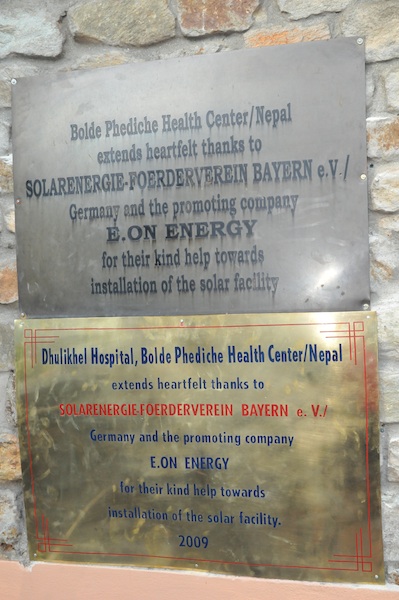 Bolde Phediche Health Center/Nepal
extends heartfelt thanks to
SOLARENERGIE-FOERDERVEREIN BAYERN e.V./
Germany and the promoting company
E.ON ENERGY
for their kind help towards
installation of the solar facility
Dhulikhel Hospital, Bolde Phediche Health Center/Nepal
extends heartfelt thanks to
SOLARENERGIE-FOERDERVEREIN BAYERN e. V./
Germany and the promoting company
E.ON ENERGY
for their kind help towards
installation of the solar facility.
2009